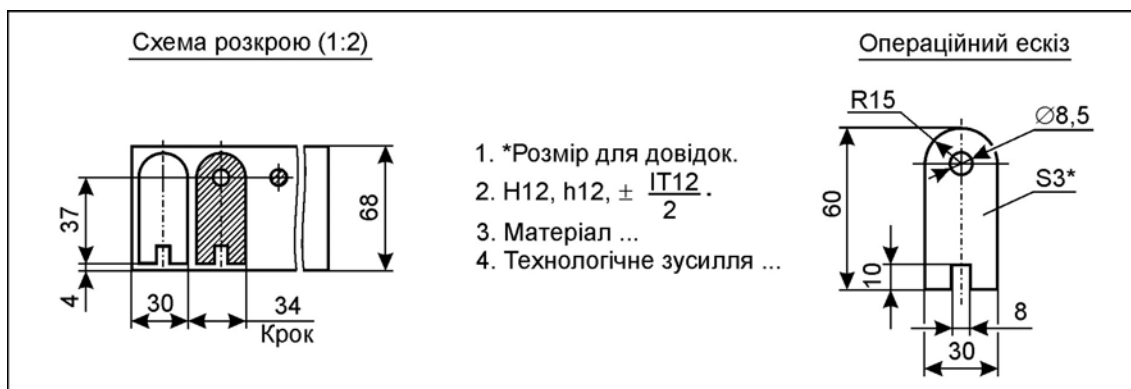 Схема розкрою (1:2)
37
4
30
34
Крок
68
1. *Розмір для довідок.
2. H12, h12, ± IT12/2.
3. Матеріал ...
4. Технологічне зусилля ...
Операційний ескіз
R15
∅8,5
S3*
60
10
8
30